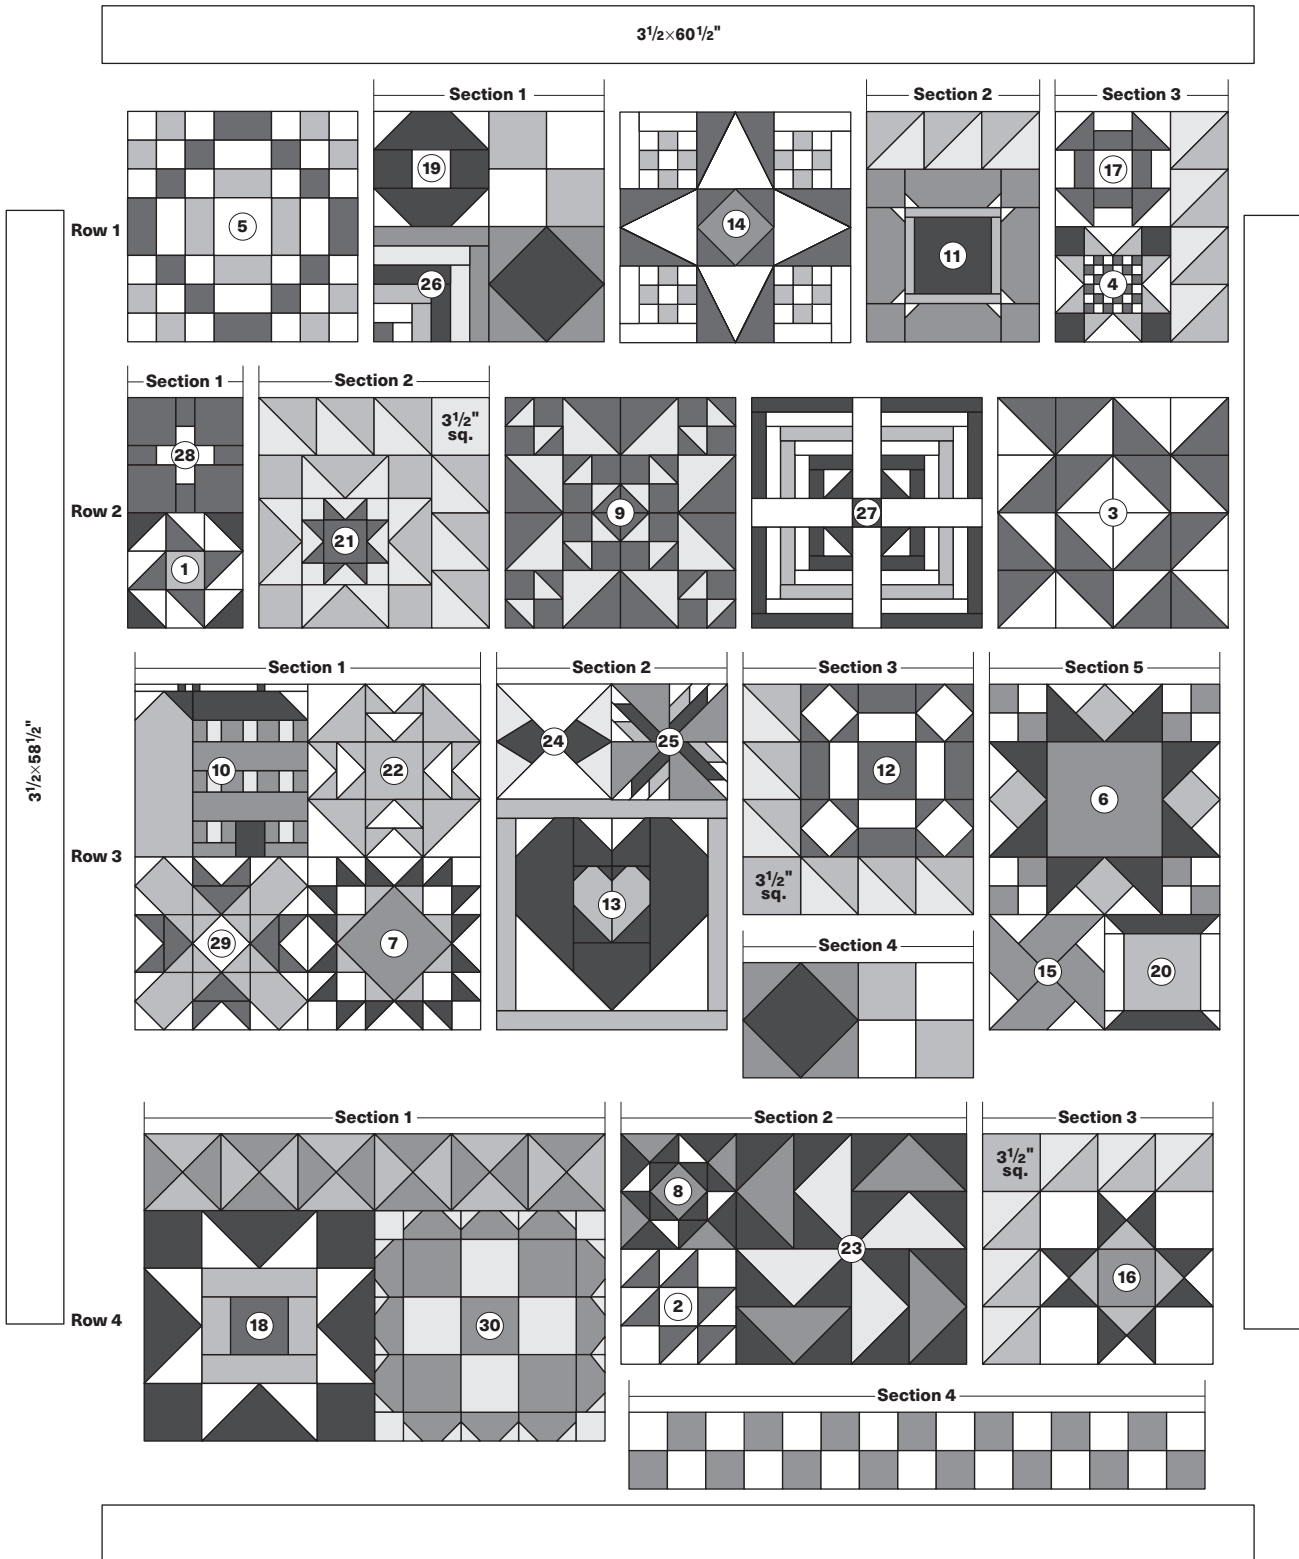 3½×60½"
Section 1
Section 2
Section 3
Row 1
5
19
26
14
11
17
4
3½×58½"
Section 1
Section 2
Row 2
28
1
3½"
sq.
21
9
27
3
Section 1
Section 2
Section 3
Section 5
Row 3
10
22
29
7
24
25
13
12
3½"
sq.
Section 4
6
15
20
Section 1
Section 2
Section 3
Row 4
18
30
8
2
23
3½"
sq.
16
Section 4